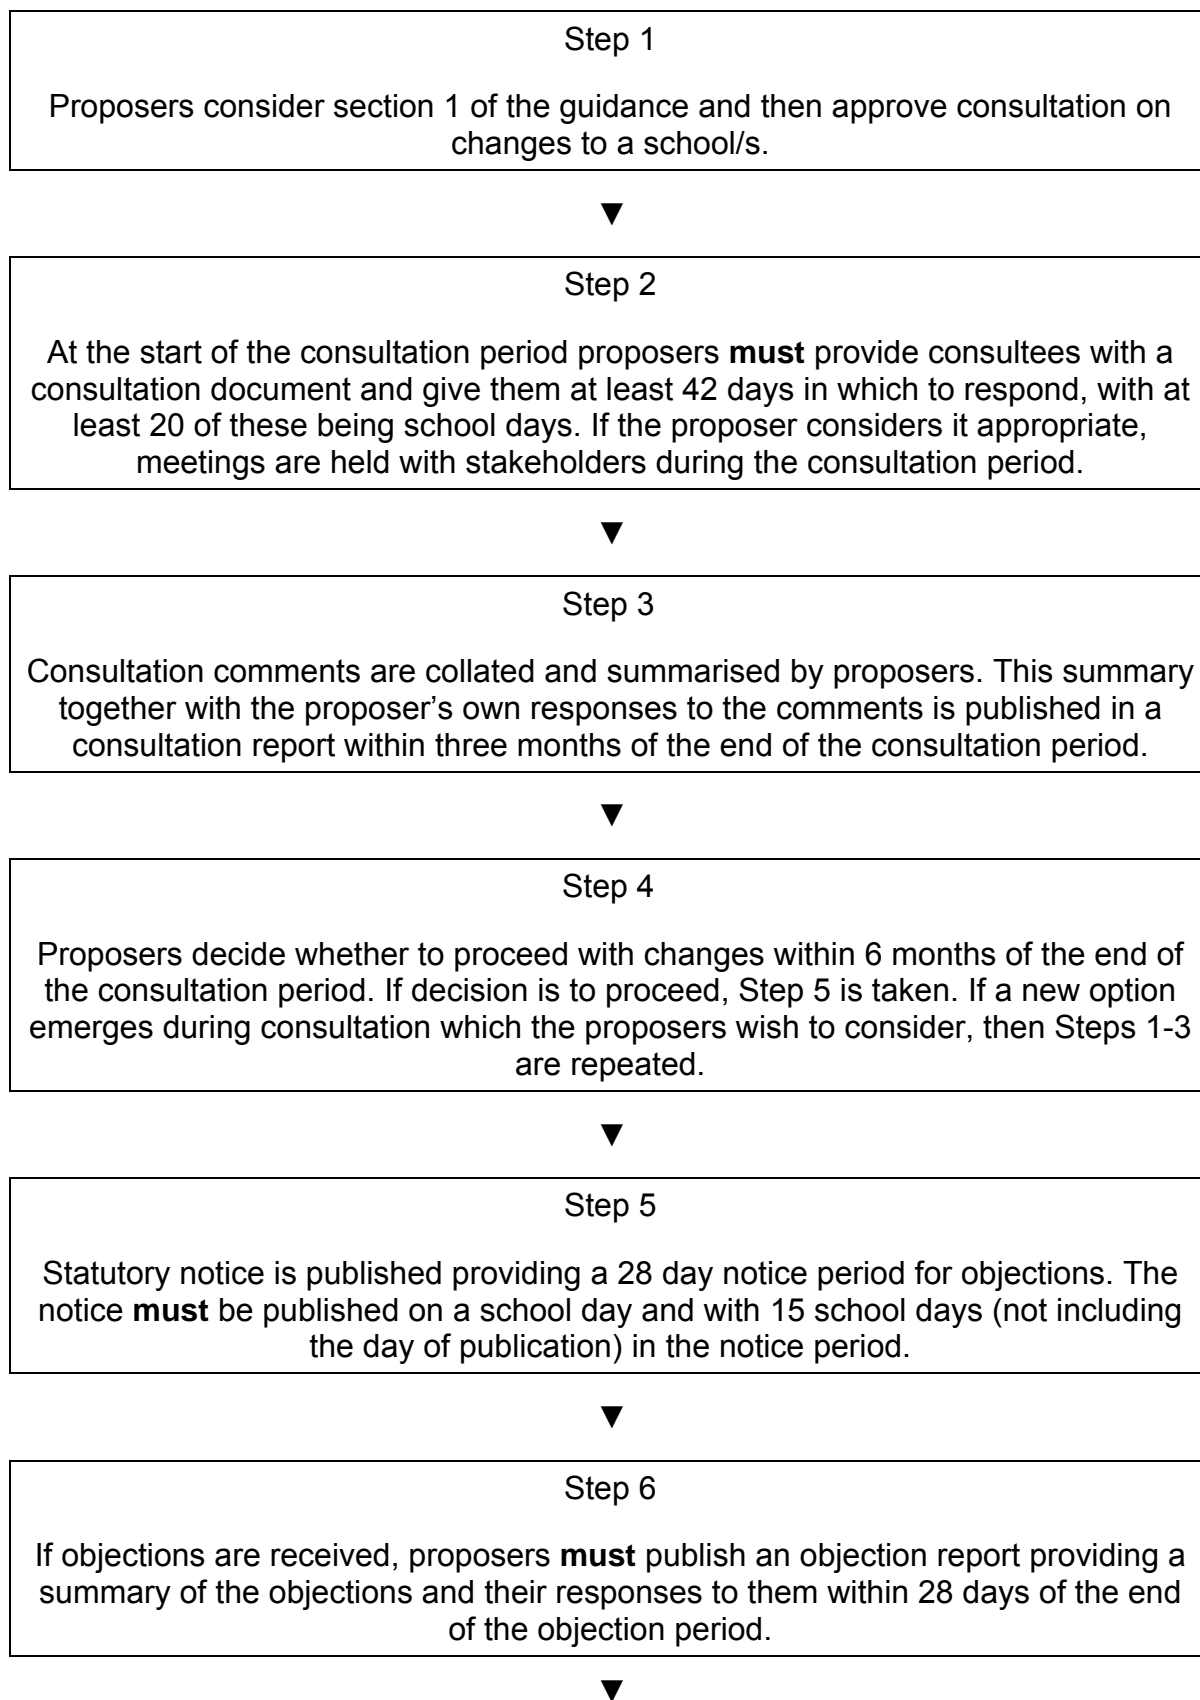 Step 1
Proposers consider section 1 of the guidance and then approve consultation on
changes to a school/s.
▼
Step 2
At the start of the consultation period proposers must provide consultees with a
consultation document and give them at least 42 days in which to respond, with at
least 20 of these being school days. If the proposer considers it appropriate,
meetings are held with stakeholders during the consultation period.
▼
Step 3
Consultation comments are collated and summarised by proposers. This summary
together with the proposer’s own responses to the comments is published in a
consultation report within three months of the end of the consultation period.
▼
Step 4
Proposers decide whether to proceed with changes within 6 months of the end of
the consultation period. If decision is to proceed, Step 5 is taken. If a new option
emerges during consultation which the proposers wish to consider, then Steps 1-3
are repeated.
▼
Step 5
Statutory notice is published providing a 28 day notice period for objections. The
notice must be published on a school day and with 15 school days (not including
the day of publication) in the notice period.
▼
Step 6
If objections are received, proposers must publish an objection report providing a
summary of the objections and their responses to them within 28 days of the end
of the objection period.
▼